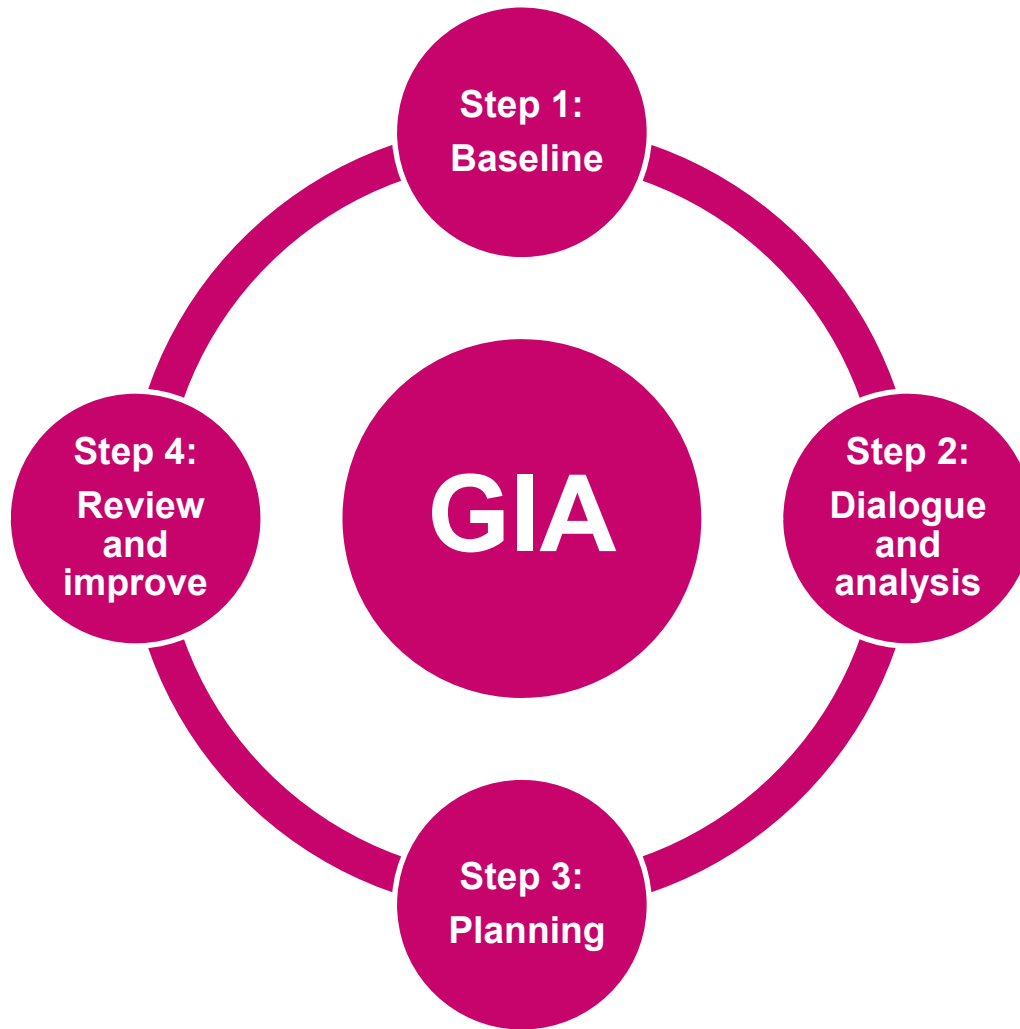 Step 1:
Baseline
Step 2:
Dialogue
and
analysis
Step 3:
Planning
Step 4:
Review
and
improve
GIA